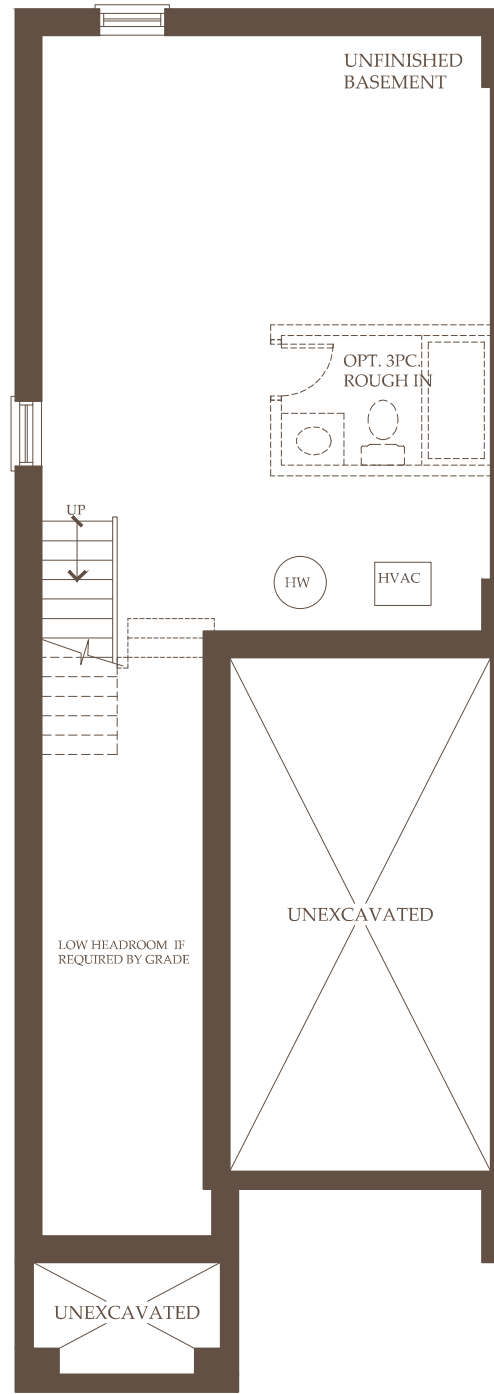 UNFINISHED
BASEMENT
OPT. 3PC.
ROUGH IN
UP
HW
HVAC
UNEXCAVATED
LOW HEADROOM IF
REQUIRED BY GRADE
UNEXCAVATED